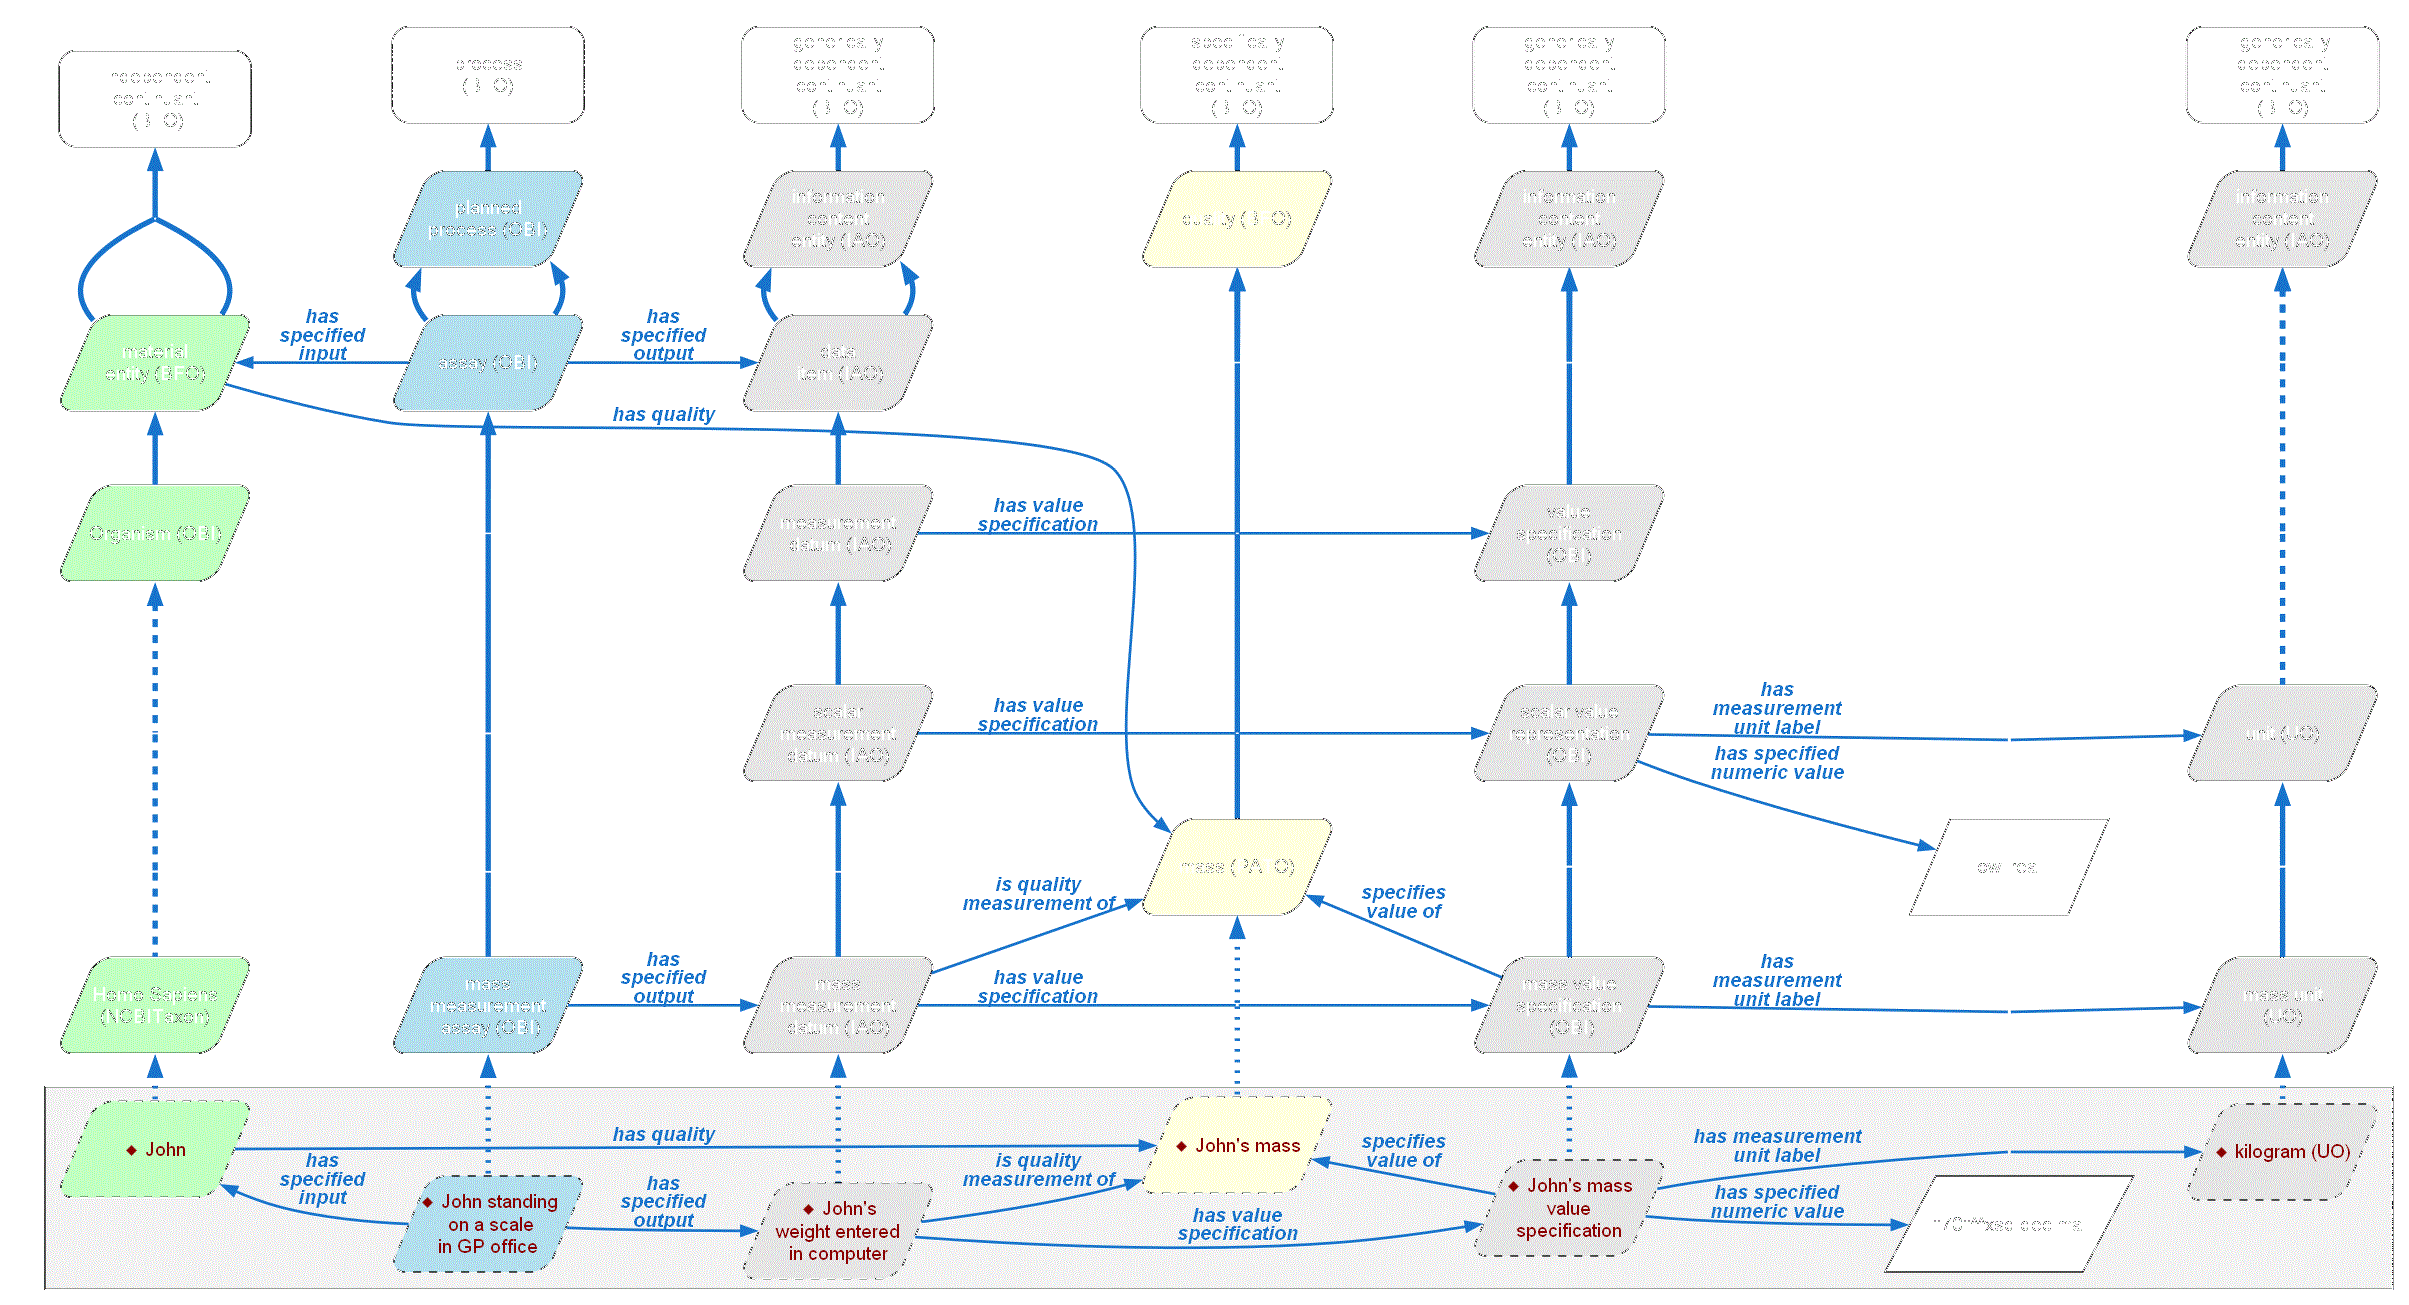 independent
continuant
(BFO)
process
(BFO)
generically
dependent
continuant
(BFO)
specifically
dependent
continuant
(BFO)
generically
dependent
continuant
(BFO)
generically
dependent
continuant
(BFO)
planned
process (OBI)
information
content
entity (IAO)
quality (BFO)
information
content
entity (IAO)
information
content
entity (IAO)
material
entity (BFO)
has
specified
input
assay (OBI)
has
specified
output
data
item (IAO)
has quality
Organism (OBI)
measurement
datum (IAO)
has value
specification
value
specification
(OBI)
scalar
measurement
datum (IAO)
has value
specification
scalar value
representation
(OBI)
has
measurement
unit label
has specified
numeric value
unit (UO)
mass (PATO)
owl:real
is quality
measurement of
specifies
value of
Homo Sapiens
(NCBITaxon)
mass
measurement
assay (OBI)
has
specified
output
mass
measurement
datum (IAO)
has value
specification
mass value
specification
(OBI)
has
measurement
unit label
mass unit
(UO)
◆ John
has quality
has
specified
input
◆ John standing
on a scale
in GP office
has
specified
output
◆ John's
weight entered
in computer
is quality
measurement of
◆ John's mass
has value
specification
specifies
value of
◆ John's mass
value
specification
has measurement
unit label
has specified
numeric value
◆ kilogram (UO)